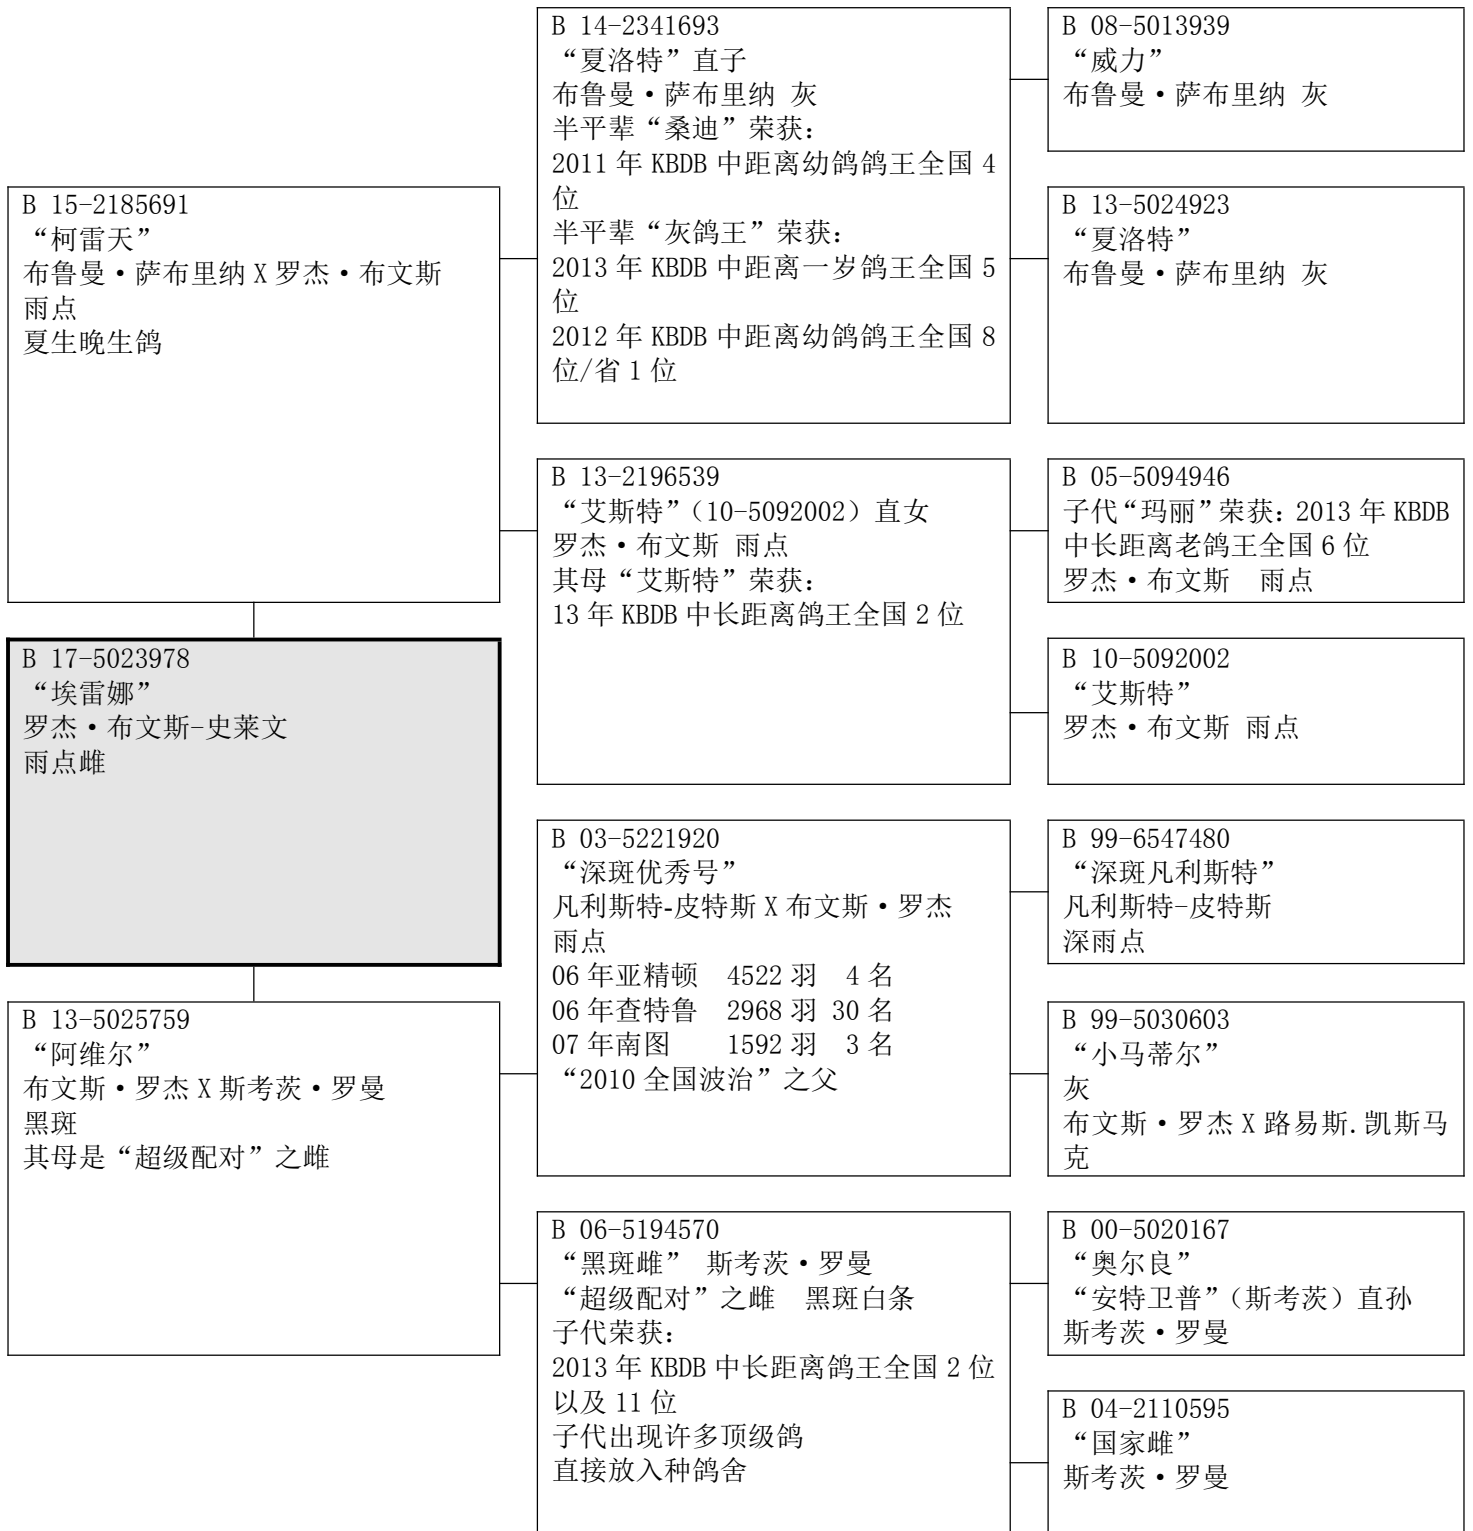 B 15-2185691
“柯雷天”
布鲁曼·萨布里纳 X 罗杰·布文斯
雨点
夏生晚生鸽
B 17-5023978
“埃雷娜”
罗杰·布文斯-史莱文
雨点雌
B 13-5025759
“阿维尔”
布文斯·罗杰 X 斯考茨·罗曼
黑斑
其母是“超级配对”之雌
B 14-2341693
“夏洛特”直子
布鲁曼·萨布里纳 灰
半平辈“桑迪”荣获：
2011 年 KBDB 中距离幼鸽鸽王全国 4
位
半平辈“灰鸽王”荣获：
2013 年 KBDB 中距离一岁鸽王全国 5
位
2012 年 KBDB 中距离幼鸽鸽王全国 8
位/省 1 位
B 13-2196539
“艾斯特”（10-5092002）直女
罗杰·布文斯 雨点
其母“艾斯特”荣获：
13 年 KBDB 中长距离鸽王全国 2 位
B 03-5221920
“深斑优秀号”
凡利斯特-皮特斯 X 布文斯·罗杰
雨点
06 年亚精顿 4522 羽 4 名
06 年查特鲁 2968 羽 30 名
07 年南图 1592 羽 3 名
“2010 全国波治”之父
B 06-5194570
“黑斑雌” 斯考茨·罗曼
“超级配对”之雌 黑斑白条
子代荣获：
2013 年 KBDB 中长距离鸽王全国 2 位
以及 11 位
子代出现许多顶级鸽
直接放入种鸽舍
B 08-5013939
“威力”
布鲁曼·萨布里纳 灰
B 13-5024923
“夏洛特”
布鲁曼·萨布里纳 灰
B 05-5094946
子代“玛丽”荣获：2013 年 KBDB
中长距离老鸽王全国 6 位
罗杰·布文斯 雨点
B 10-5092002
“艾斯特”
罗杰·布文斯 雨点
B 99-6547480
“深斑凡利斯特”
凡利斯特-皮特斯
深雨点
B 99-5030603
“小马蒂尔”
灰
布文斯·罗杰 X 路易斯.凯斯马
克
B 00-5020167
“奥尔良”
“安特卫普”（斯考茨）直孙
斯考茨·罗曼
B 04-2110595
“国家雌”
斯考茨·罗曼